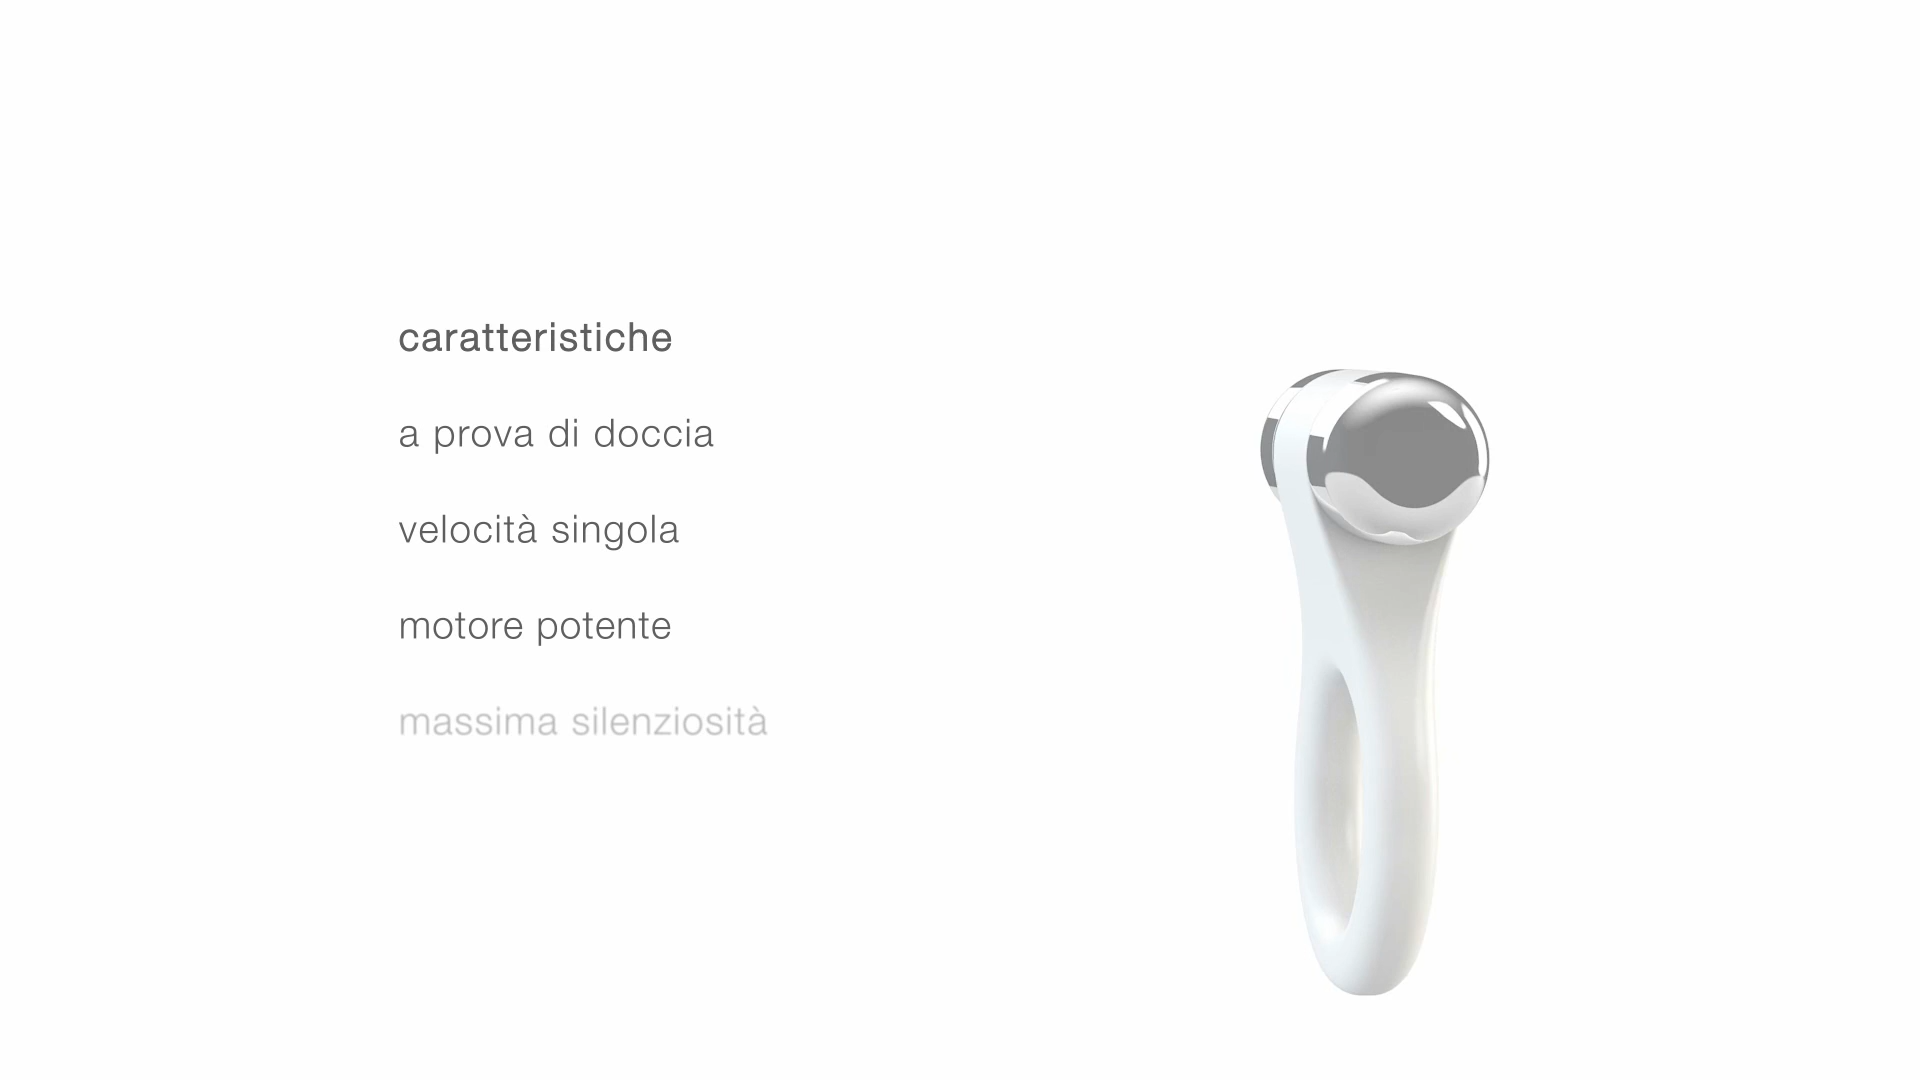 caratteristiche
a prova di doccia
velocità singola
motore potente
massima silenziosità